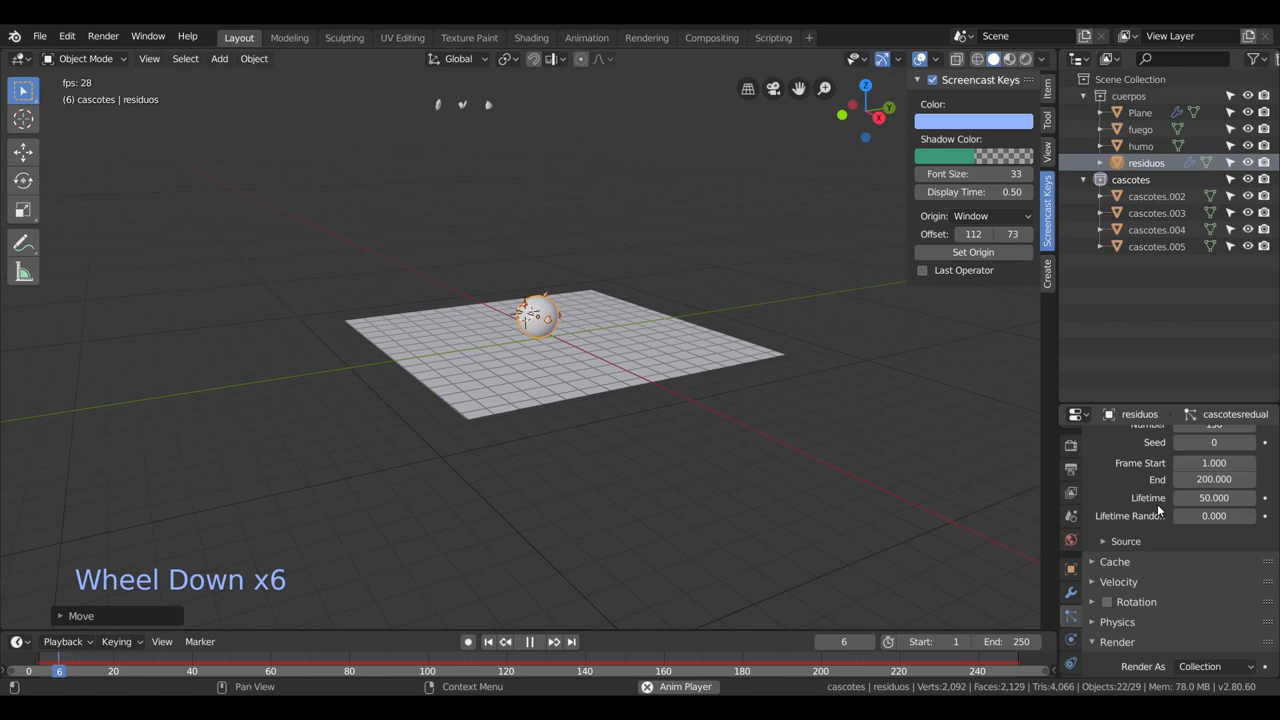 File Edit Render Window Help Layout Modeling Sculpting UV Editing Texture Paint Shading Animation Rendering Compositing Scripting + Scene View Layer
Object Mode View Select Add Object Global
fps: 28
(6) cascotes | residuos
Z
Y
X
Screencast Keys
Color:
Shadow Color:
Font Size: 33
Display Time: 0.50
Origin: Window
Offset: 112 73
Set Origin
Last Operator
Item
Tool
View
Screencast Keys
Create
Scene Collection
cuerpos
Plane
fuego
humo
residuos
cascotes
cascotes.002
cascotes.003
cascotes.004
cascotes.005
residuos cascotesredual
Number 150
Seed 0
Frame Start 1.000
End 200.000
Lifetime 50.000
Lifetime Rando.. 0.000
Source
Cache
Velocity
Rotation
Physics
Render
Render As Collection
Wheel Down x6
Move
Playback Keying View Marker 6 Start: 1 End: 250
0 6 20 40 60 80 100 120 140 160 180 200 220 240
Pan View Context Menu Anim Player cascotes | residuos | Verts:2,092 | Faces:2,129 | Tris:4,066 | Objects:22/29 | Mem: 78.0 MB | v2.80.60